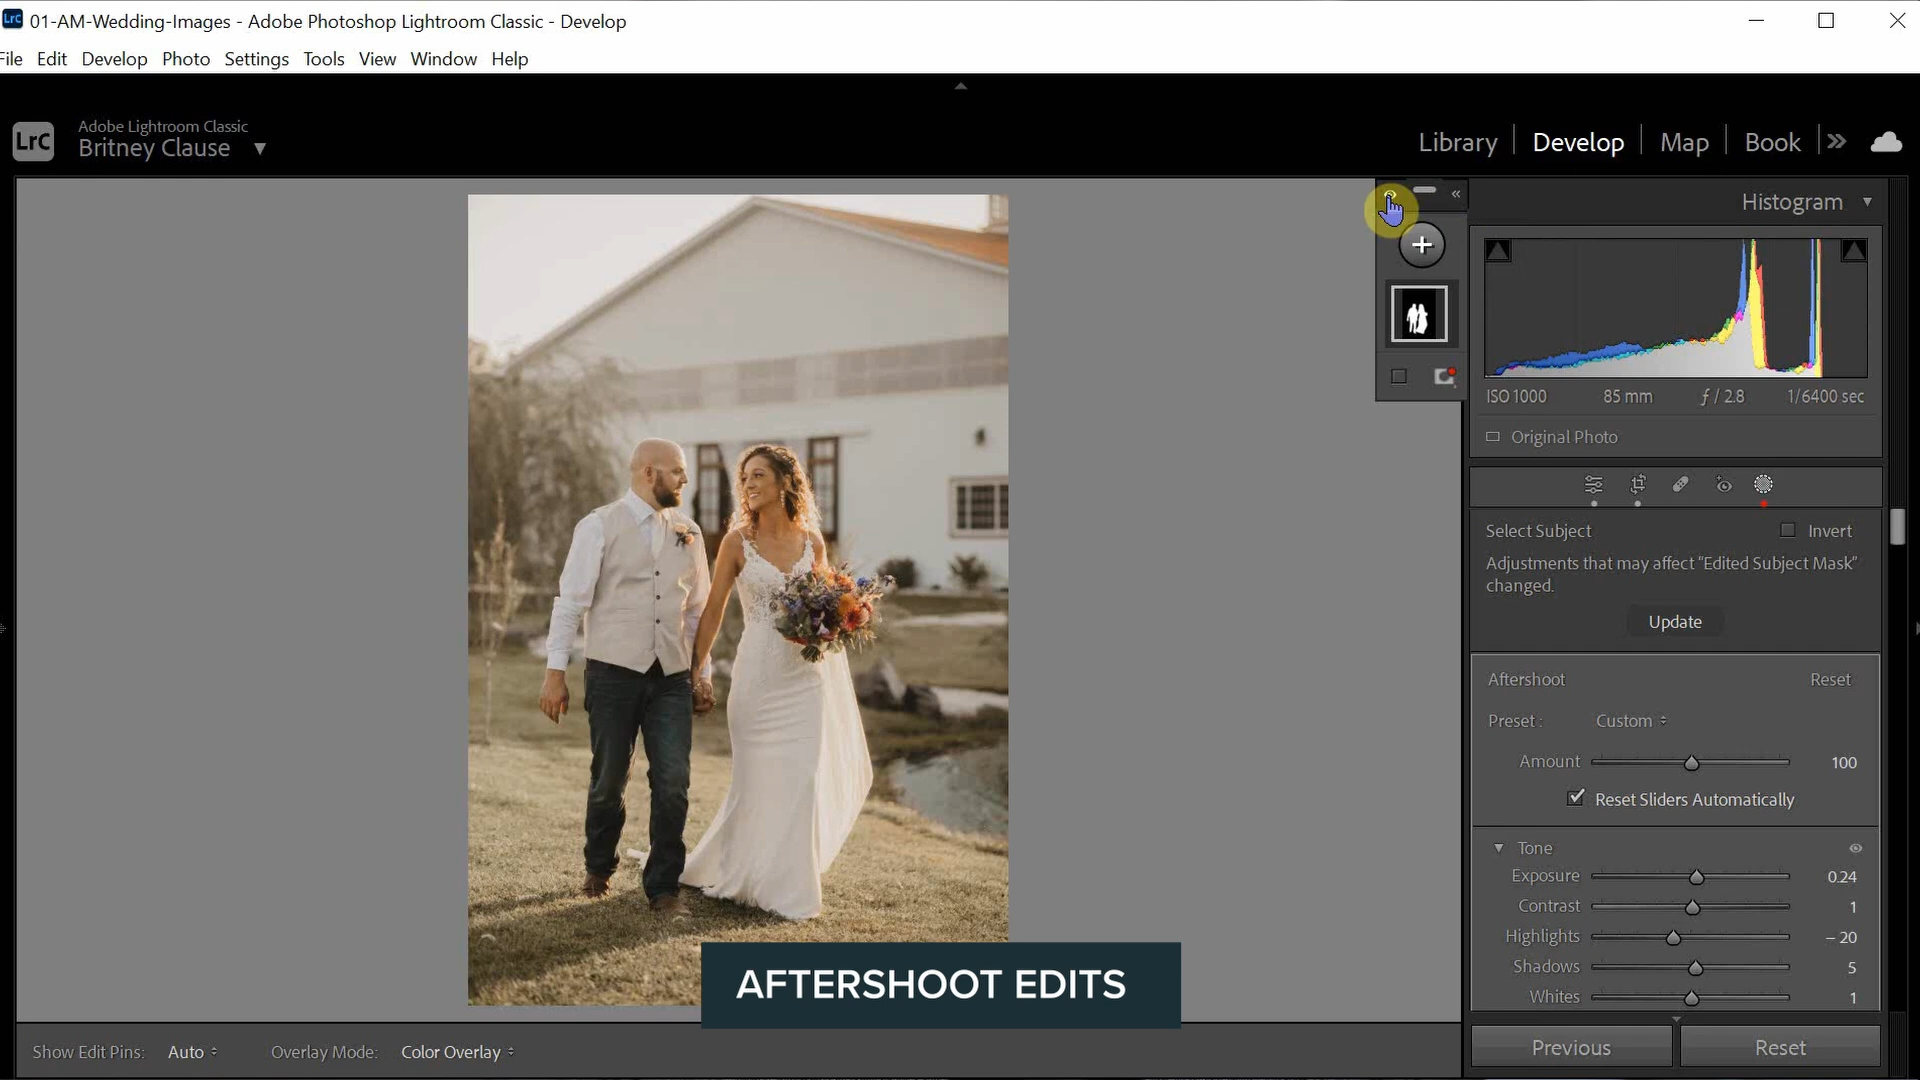 LrC 01-AM-Wedding-Images - Adobe Photoshop Lightroom Classic - Develop
File Edit Develop Photo Settings Tools View Window Help
LrC
Adobe Lightroom Classic
Britney Clause
Library Develop Map Book
Histogram
ISO 1000 85 mm ƒ / 2.8 1/6400 sec
Original Photo
Select Subject Invert
Adjustments that may affect “Edited Subject Mask”
changed.
Update
Aftershoot Reset
Preset : Custom
Amount 100
Reset Sliders Automatically
Tone
Exposure 0.24
Contrast 1
Highlights – 20
Shadows 5
Whites 1
AFTERSHOOT EDITS
Show Edit Pins: Auto Overlay Mode: Color Overlay
Previous Reset